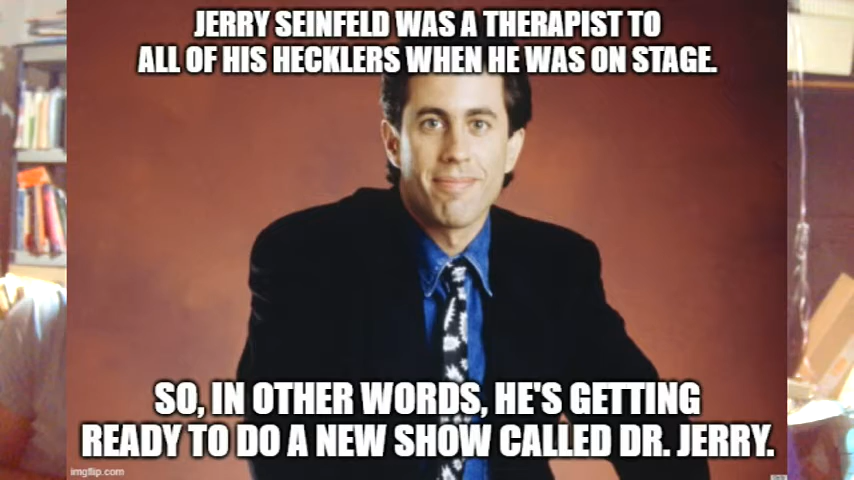 JERRY SEINFELD WAS A THERAPIST TO
ALL OF HIS HECKLERS WHEN HE WAS ON STAGE.
SO, IN OTHER WORDS, HE'S GETTING
READY TO DO A NEW SHOW CALLED DR. JERRY.
imgflip.com